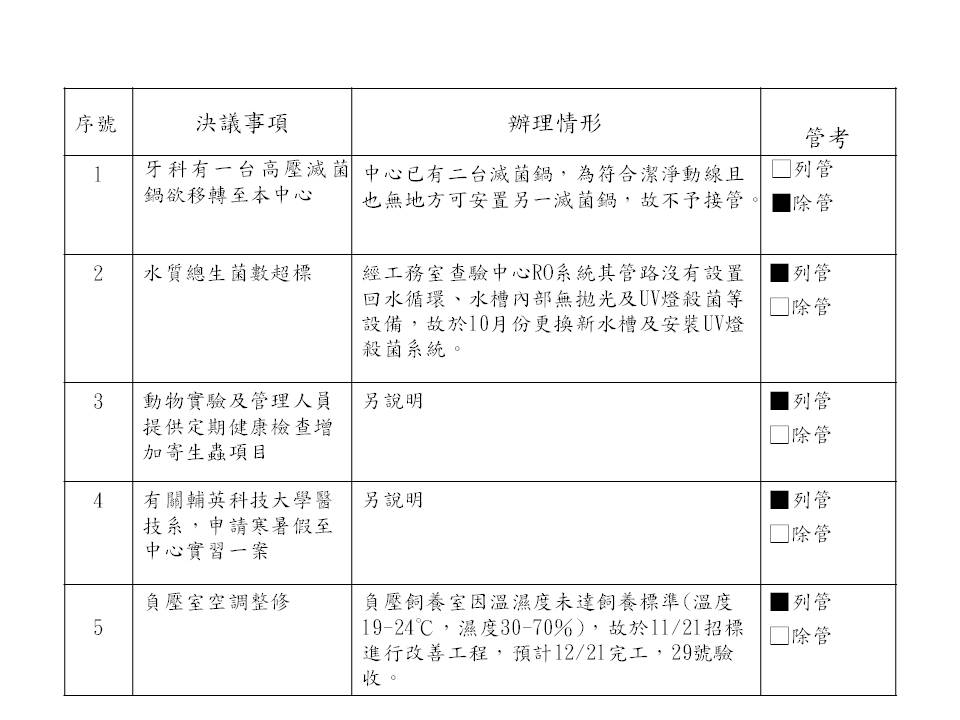 序號 決議事項 辦理情形 管考
1 牙科有一台高壓滅菌 中心已有二台滅菌鍋，為符合潔淨動線且 □列管
鍋欲移轉至本中心 也無地方可安置另一滅菌鍋，故不予接管。 ■除管
2 水質總生菌數超標 經工務室查驗中心RO系統其管路沒有設置 ■列管
回水循環、水槽內部無拋光及UV燈殺菌等 □除管
設備，故於10月份更換新水槽及安裝UV燈
殺菌系統。
3 動物實驗及管理人員 另說明 ■列管
提供定期健康檢查增 □除管
加寄生蟲項目
4 有關輔英科技大學醫 另說明 ■列管
技系，申請寒暑假至 □除管
中心實習一案
5 負壓室空調整修 負壓飼養室因溫濕度未達飼養標準(溫度 ■列管
19-24℃，濕度30-70%)，故於11/21招標 □除管
進行改善工程，預計12/21完工，29號驗
收。